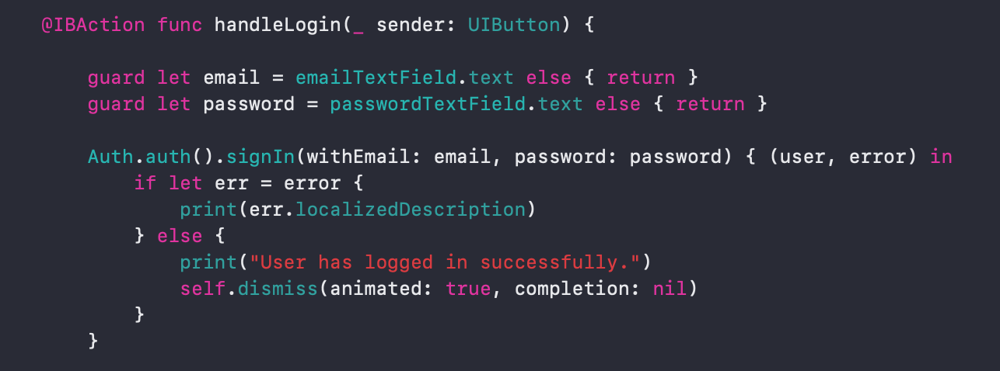 @IBAction func handleLogin(_ sender: UIButton) {
guard let email = emailTextField.text else { return }
guard let password = passwordTextField.text else { return }
Auth.auth().signIn(withEmail: email, password: password) { (user, error) in
if let err = error {
print(err.localizedDescription)
} else {
print("User has logged in successfully.")
self.dismiss(animated: true, completion: nil)
}
}